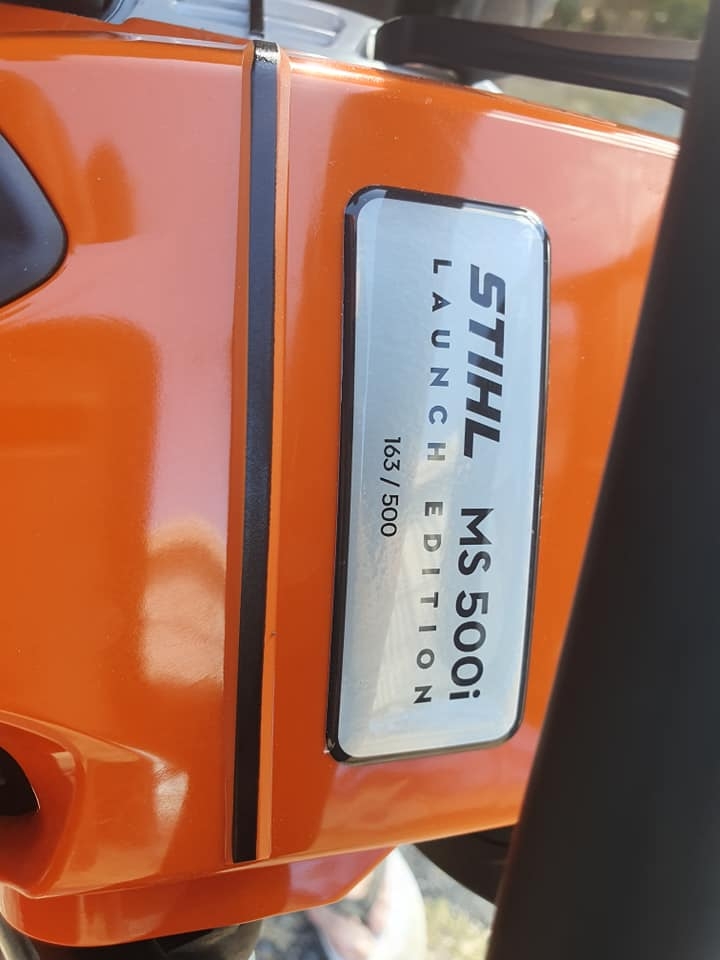 STIHL MS 500i
LAUNCH EDITION
163 / 500